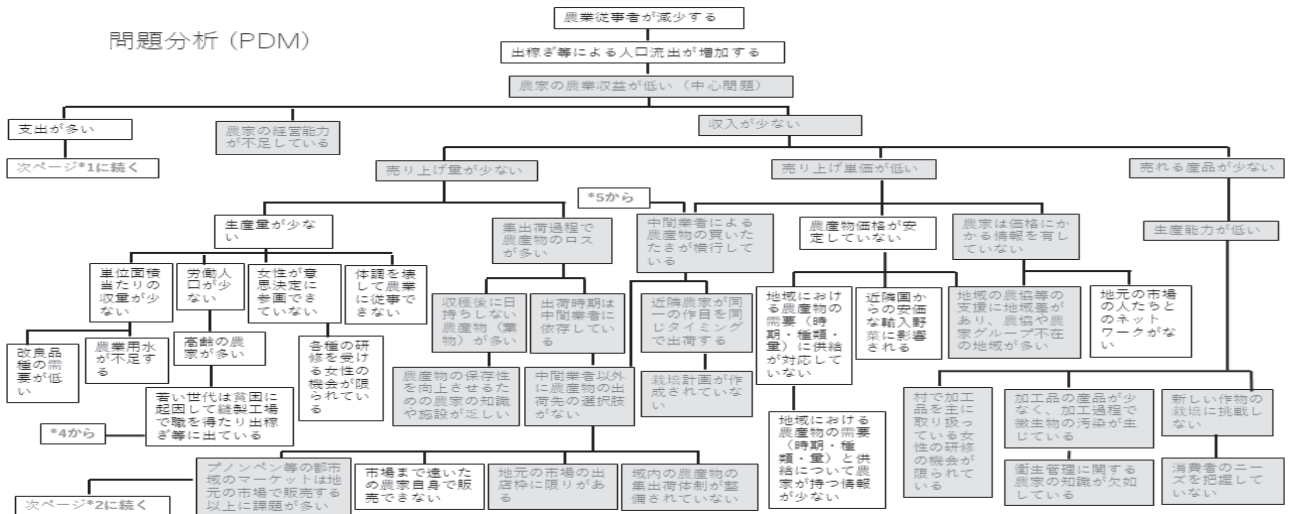 問題分析 (PDM)
農業従事者が減少する
出稼ぎ等による人口流出が増加する
農家の農業収益が低い（中心問題）
支出が多い
農家の経営能力
が不足している
収入が少ない
次ページ*1に続く
売り上げ量が少ない
売り上げ単価が低い
売れる産品が少ない
*5から
生産量が少な
い
集出荷過程で
農産物のロス
が多い
中間業者による
農産物の買いた
たきが横行して
いる
農産物価格が安
定していない
農家は価格にか
かる情報を有し
ていない
生産能力が低い
単位面積
当たりの
収量が少
ない
労働人
口が少
ない
女性が意
思決定に
参画でき
ていない
体調を壊
して農業
に従事で
きない
収穫後に日
持ちしない
農産物（葉
物）が多い
出荷時期は
中間業者に
依存してい
る
近隣農家が同
一の作目を同
じタイミング
で出荷する
地域におけ
る農産物の
需要（時
期・種類・
量）に供給
が対応して
いない
近隣国か
らの安価
な輸入野
菜に影響
される
地域の農協等の
支援に地域差が
あり、農協や農
家グループ不在
の地域が多い
地元の市場
の人たちと
のネット
ワークがな
い
改良品
種の需
要が低
い
農業用水
が不足す
る
高齢の農
家が多い
各種の研
修を受け
る女性の
機会が限
られてい
る
農産物の保存性
を向上させるた
めの農家の知識
や施設が乏しい
中間業者以外
に農産物の出
荷先の選択肢
がない
栽培計画が作
成されていな
い
若い世代は貧困に
起因して縫製工場
で職を得たり出稼
ぎ等に出ている
*4から
地域における
農産物の需要
（時期・種
類・量）と供
給について農
家が持つ情報
が少ない
村で加工
品を主に
取り扱っ
ている女
性の研修
の機会が
限られて
いる
加工品の産品が少
なく、加工過程で
微生物の汚染が生
じている
新しい作物の
栽培に挑戦し
ない
プノンペン等の都市
域のマーケットは地
元の市場で販売する
以上に課題が多い
市場まで遠いた
め農家自身で販
売できない
地元の市場の出
店枠に限りがあ
る
域内の農産物の
集出荷体制が整
備されていない
衛生管理に関する
農家の知識が欠如
している
消費者のニー
ズを把握して
いない
次ページ*2に続く